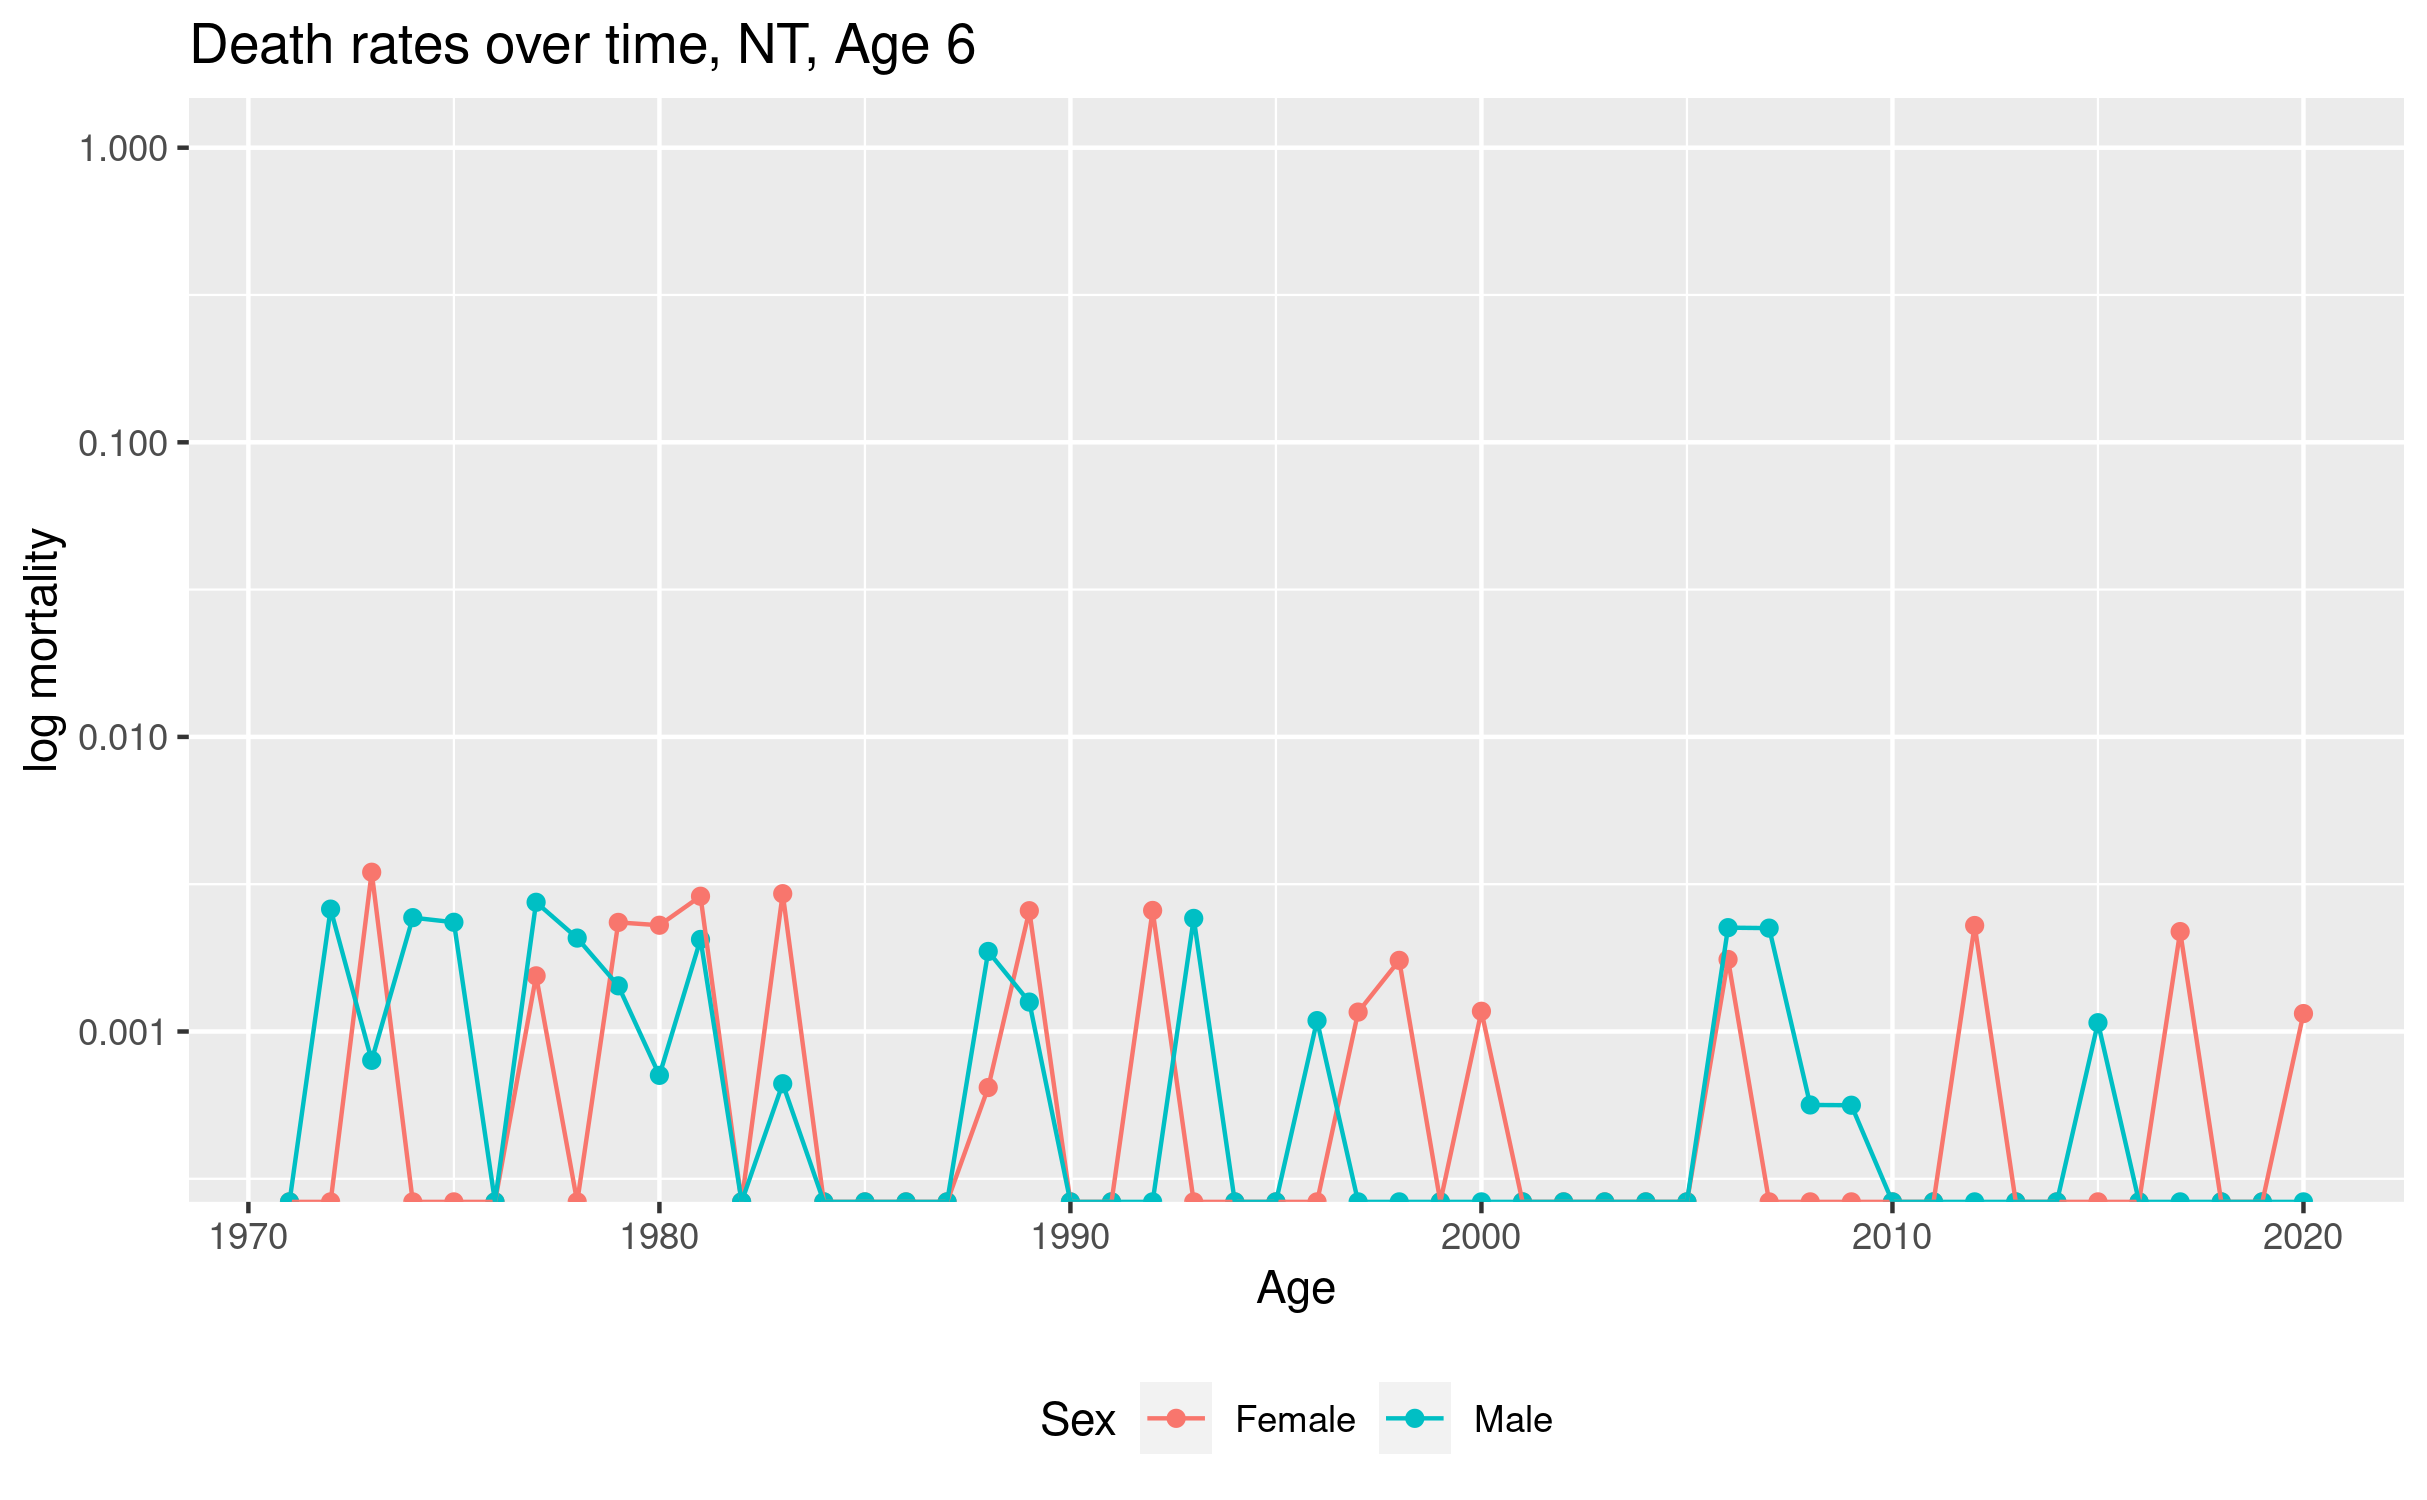 Death rates over time, NT, Age 6
1.000
0.100
0.010
0.001
log mortality
1970 1980 1990 2000 2010 2020
Age
Sex Female Male